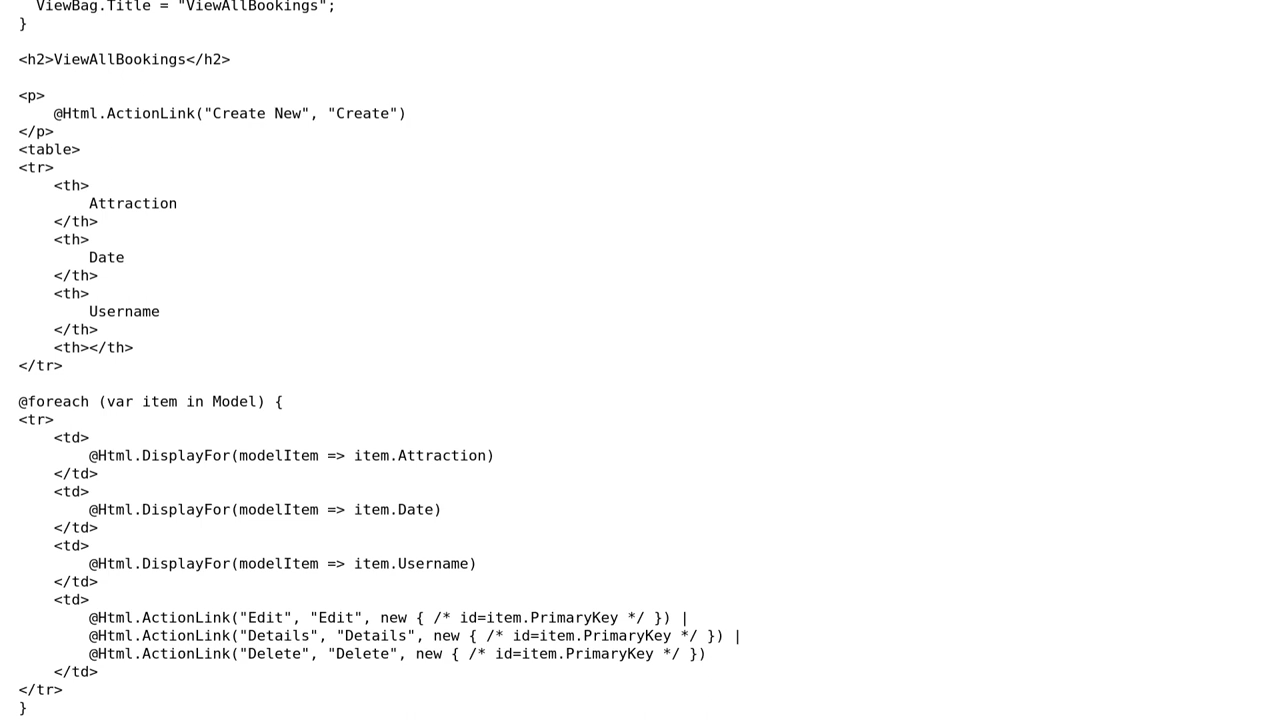 ViewBag.Title = "ViewAllBookings";
}
<h2>ViewAllBookings</h2>
<p>
@Html.ActionLink("Create New", "Create")
</p>
<table>
<tr>
<th>
Attraction
</th>
<th>
Date
</th>
<th>
Username
</th>
<th></th>
</tr>
@foreach (var item in Model) {
<tr>
<td>
@Html.DisplayFor(modelItem => item.Attraction)
</td>
<td>
@Html.DisplayFor(modelItem => item.Date)
</td>
<td>
@Html.DisplayFor(modelItem => item.Username)
</td>
<td>
@Html.ActionLink("Edit", "Edit", new { /* id=item.PrimaryKey */ }) |
@Html.ActionLink("Details", "Details", new { /* id=item.PrimaryKey */ }) |
@Html.ActionLink("Delete", "Delete", new { /* id=item.PrimaryKey */ })
</td>
</tr>
}